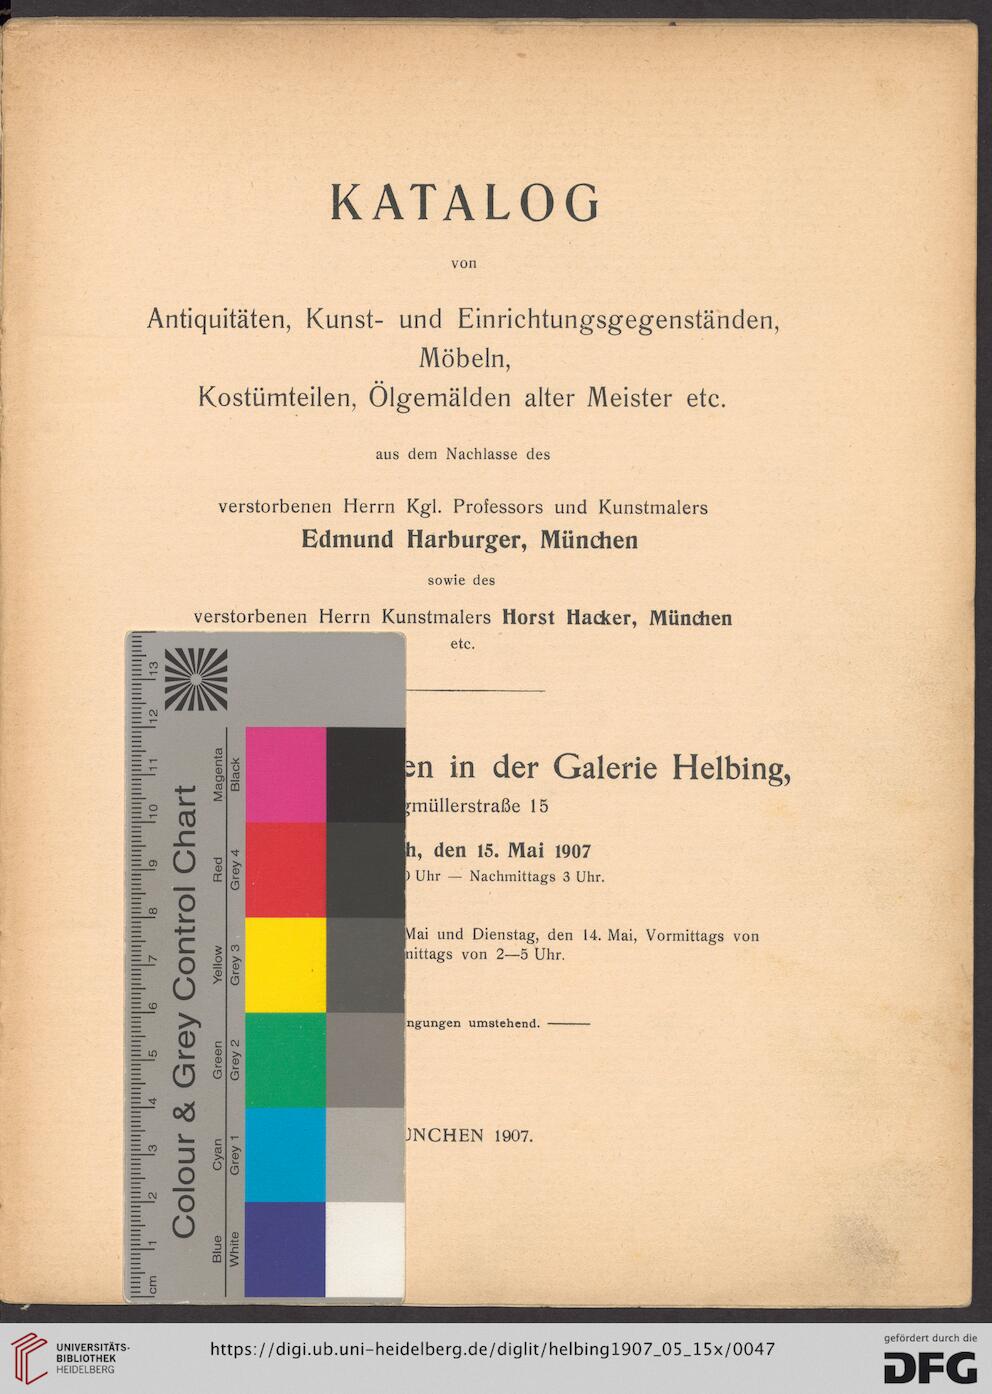 KATALOG
von
Antiquitäten, Kunst- und Einrichtungsgegenständen,
Möbeln,
Kostümteilen, Ölgemälden alter Meister etc.
aus dem Nachlasse des
verstorbenen Herrn Kgl. Professors und Kunstmalers
Edmund Harburger, München
sowie des
verstorbenen Herrn Kunstmalers Horst Hacker, München
etc.
en in der Galerie Helbing,
gmüllerstraße 15
h, den 15. Mai 1907
Uhr — Nachmittags 3 Uhr.
Mai und Dienstag, den 14. Mai, Vormittags von
mittags von 2—5 Uhr.
ngungen umstehend.
ÜNCHEN 1907.
Colour & Grey Control Chart
Blue Cyan Green Yellow Red Magenta
White Grey 1 Grey 2 Grey 3 Grey 4 Black
cm 1 2 3 4 5 6 7 8 9 10 11 12 13
UNIVERSITÄTS-
BIBLIOTHEK
HEIDELBERG
https://digi.ub.uni-heidelberg.de/diglit/helbing1907_05_15x/0047
gefördert durch die
DFG